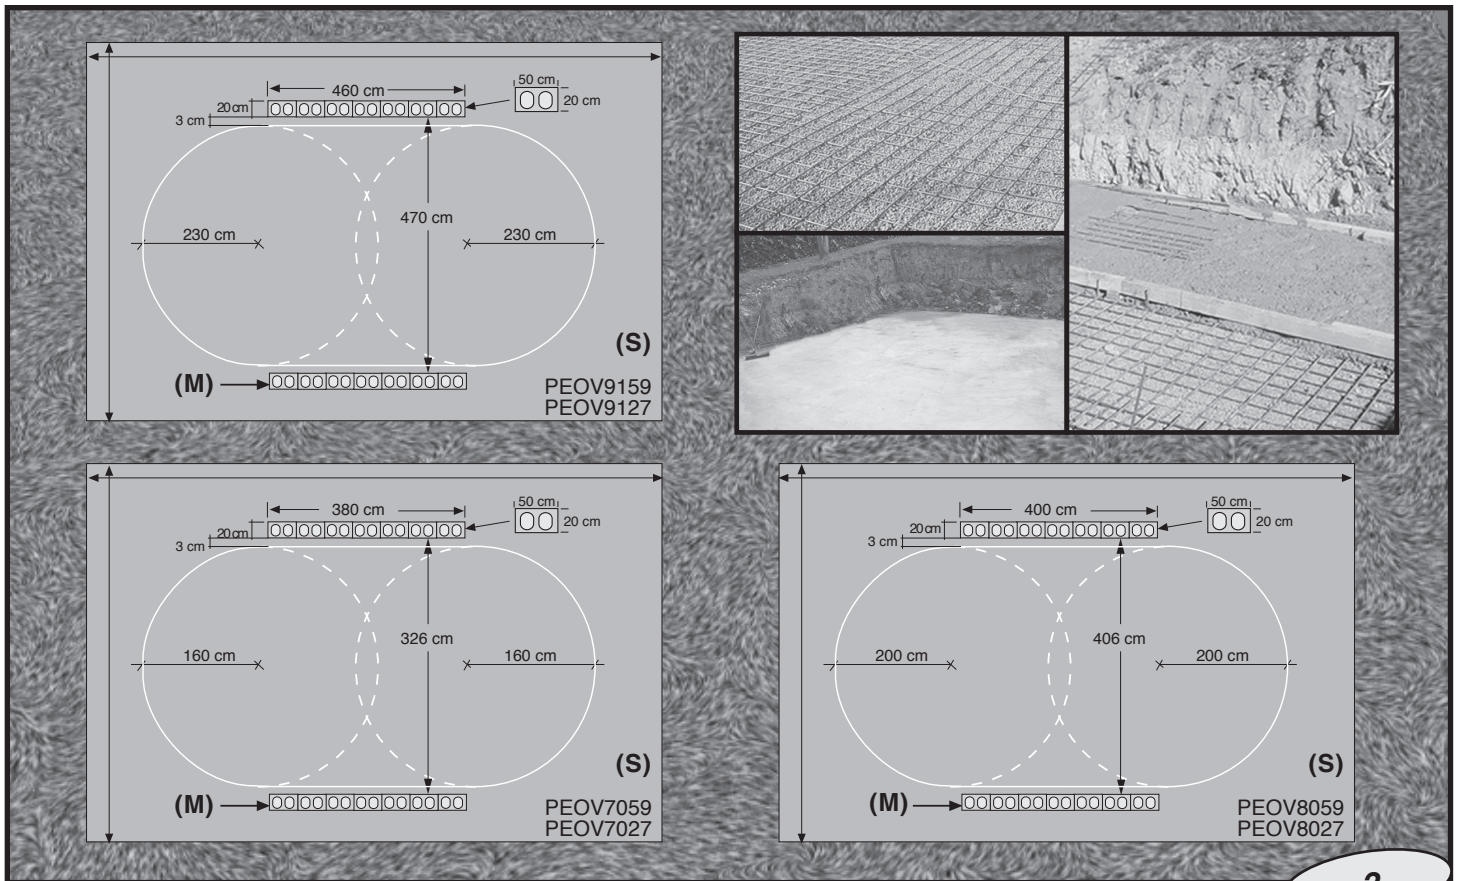 460 cm
50 cm
20 cm
20 cm
3 cm
470 cm
230 cm
230 cm
(S)
(M)
PEOV9159
PEOV9127
380 cm
50 cm
20 cm
20 cm
3 cm
326 cm
160 cm
160 cm
(S)
(M)
PEOV7059
PEOV7027
400 cm
50 cm
20 cm
20 cm
3 cm
406 cm
200 cm
200 cm
(S)
(M)
PEOV8059
PEOV8027